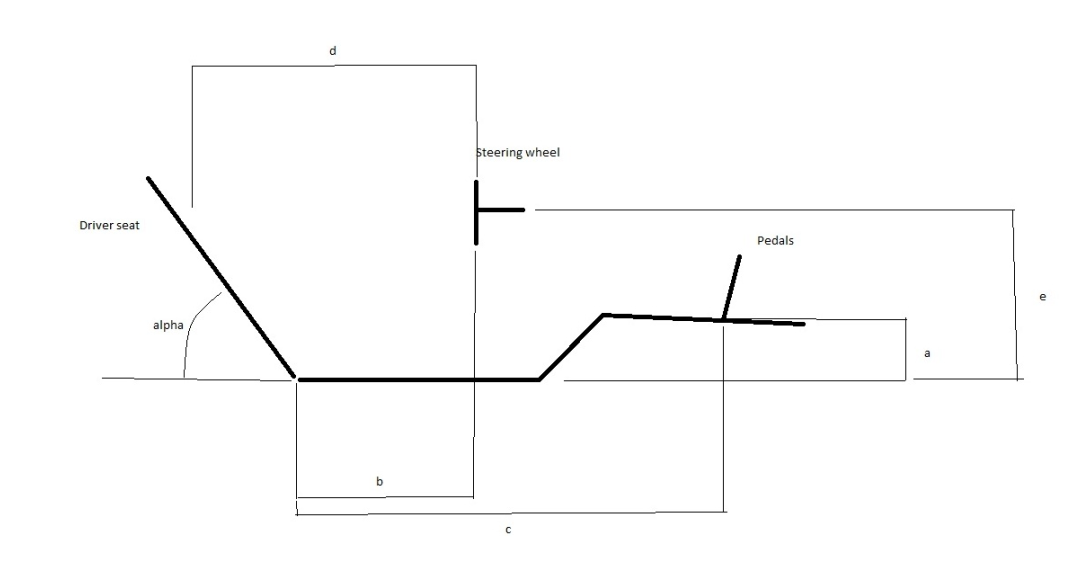 d
Steering wheel
Driver seat
Pedals
e
alpha
a
b
c